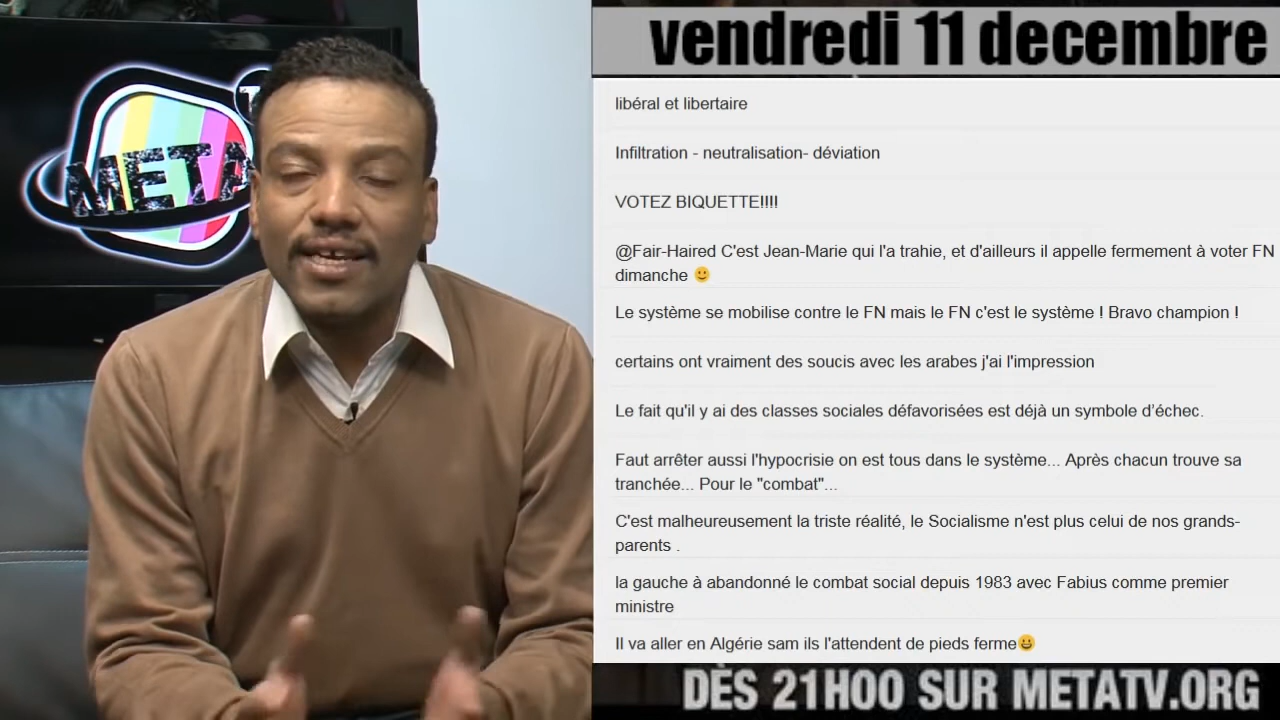 vendredi 11 decembre
META
libéral et libertaire
Infiltration - neutralisation- déviation
VOTEZ BIQUETTE!!!!
@Fair-Haired C'est Jean-Marie qui l'a trahie, et d'ailleurs il appelle fermement à voter FN
dimanche 🙂
Le système se mobilise contre le FN mais le FN c'est le système ! Bravo champion !
certains ont vraiment des soucis avec les arabes j'ai l'impression
Le fait qu'il y ai des classes sociales défavorisées est déjà un symbole d’échec.
Faut arrêter aussi l'hypocrisie on est tous dans le système... Après chacun trouve sa
tranchée... Pour le "combat"...
C'est malheureusement la triste réalité, le Socialisme n'est plus celui de nos grands-
parents .
la gauche à abandonné le combat social depuis 1983 avec Fabius comme premier
ministre
Il va aller en Algérie sam ils l'attendent de pieds ferme😀
DÈS 21H00 SUR METATV.ORG